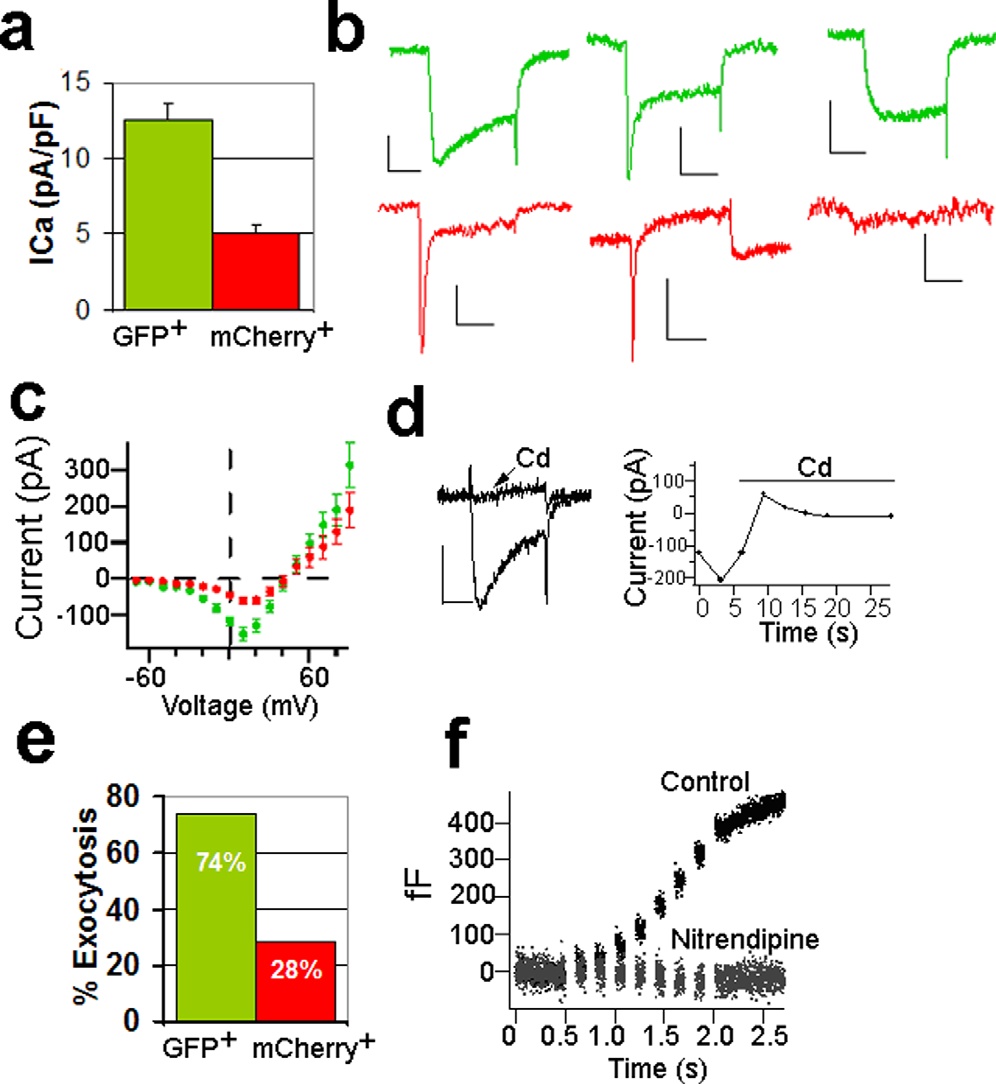 a
b
15
10
5
0
ICa (pA/pF)
GFP+ mCherry+
c
d
Current (pA)
300
200
100
0
-100
-60 60
Voltage (mV)
Cd
Current (pA)
Cd
100
0
-100
-200
0 5 10 15 20 25
Time (s)
e
f
% Exocytosis
80
60
40
20
0
74%
28%
GFP+ mCherry+
Control
fF
400
300
200
100
0
Nitrendipine
0 0.5 1.0 1.5 2.0 2.5
Time (s)